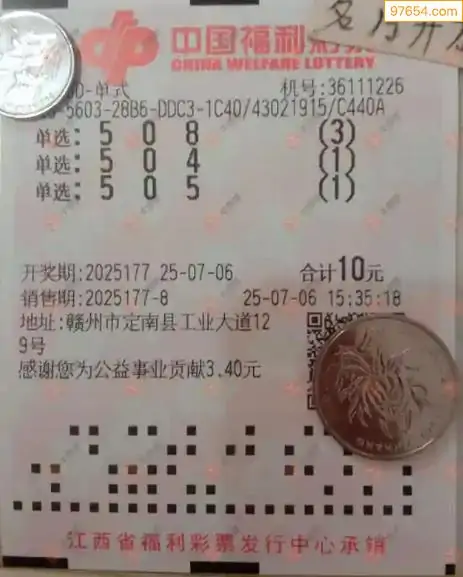 97654.com
中国福利彩票
CHINA WELFARE LOTTERY
D-单式 机号:36111226
5603-28B6-DDC3-1C40/43021915/C440A
单选: 5 0 8 (3)
单选: 5 0 4 (1)
单选: 5 0 5 (1)
开奖期:2025177 25-07-06 合计10元
销售期:2025177-8 25-07-06 15:35:18
地址:赣州市定南县工业大道12
9号
感谢您为公益事业贡献3.40元
江西省福利彩票发行中心承销